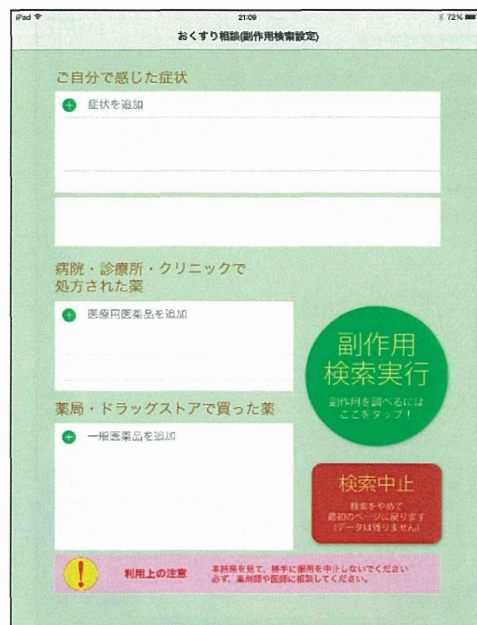 iPad 21:09 72%
おくすり相談(副作用検索設定)
ご自分で感じた症状
症状を追加
病院・診療所・クリニックで
処方された薬
医療用医薬品を追加
副作用
検索実行
副作用を調べるには
ここをタップ！
薬局・ドラッグストアで買った薬
一般医薬品を追加
検索中止
検索をやめて
最初のページに戻ります
(データは残りません)
利用上の注意
本結果を見て、勝手に服用を中止しないでください
必ず、薬剤師や医師に相談してください。